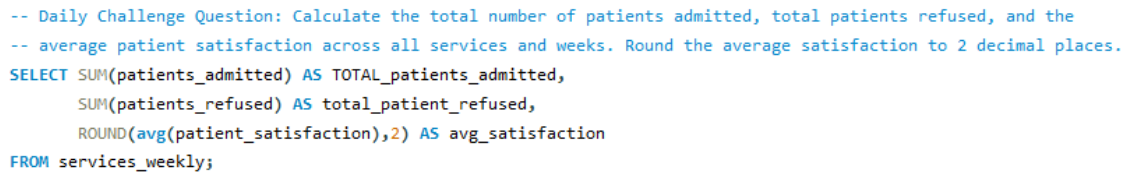 -- Daily Challenge Question: Calculate the total number of patients admitted, total patients refused, and the
-- average patient satisfaction across all services and weeks. Round the average satisfaction to 2 decimal places.
SELECT SUM(patients_admitted) AS TOTAL_patients_admitted,
SUM(patients_refused) AS total_patient_refused,
ROUND(avg(patient_satisfaction),2) AS avg_satisfaction
FROM services_weekly;